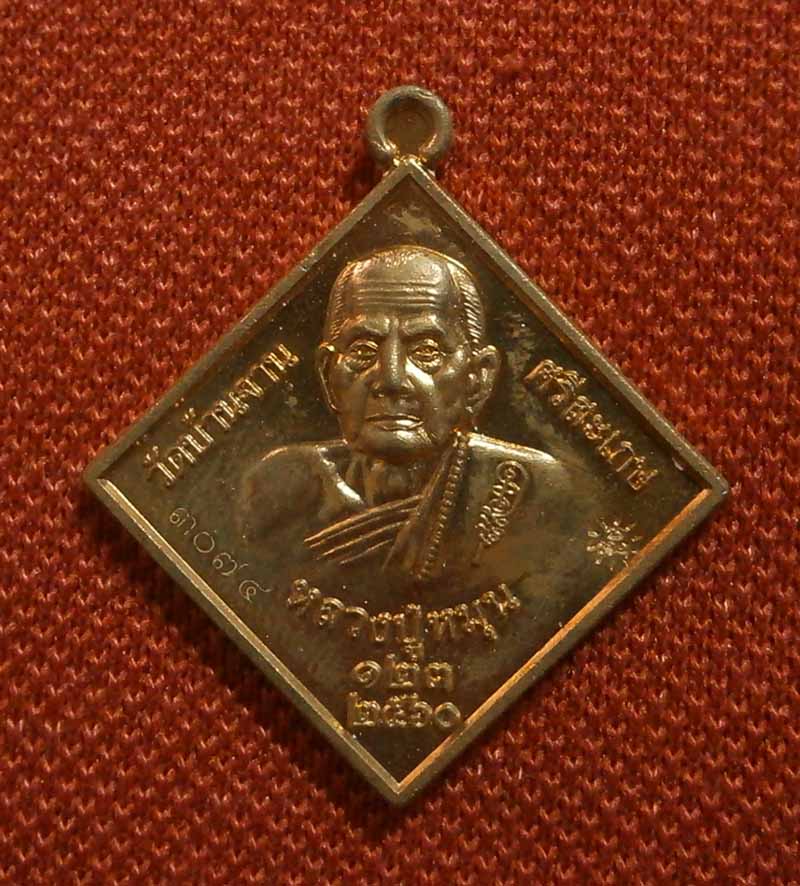 วัดบ้านจาน
ศรีสะเกษ
๓๐๗๔
หลวงปู่หมุน
๑๒๓
๒๕๖๐